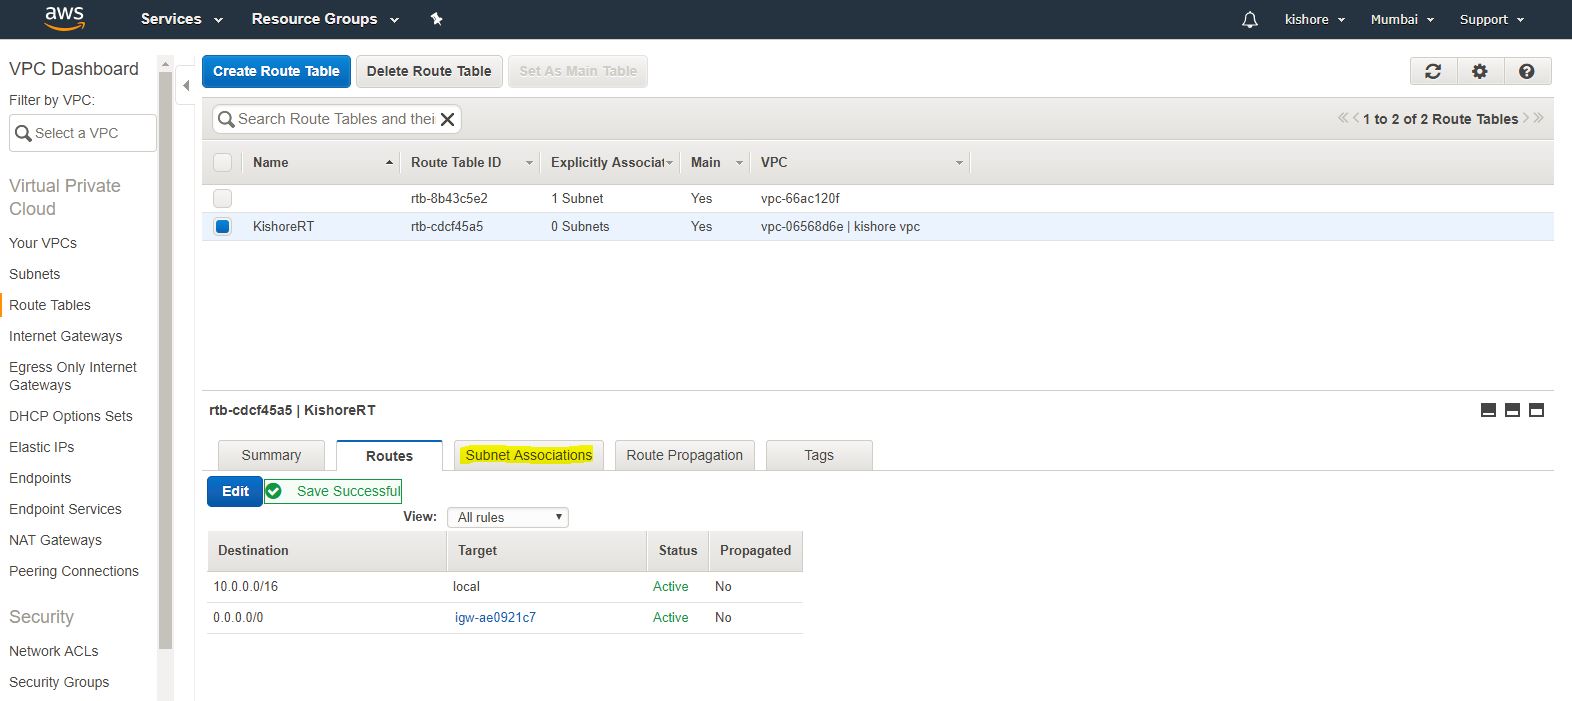 aws Services Resource Groups kishore Mumbai Support
VPC Dashboard
Filter by VPC:
Select a VPC
Virtual Private
Cloud
Your VPCs
Subnets
Route Tables
Internet Gateways
Egress Only Internet
Gateways
DHCP Options Sets
Elastic IPs
Endpoints
Endpoint Services
NAT Gateways
Peering Connections
Security
Network ACLs
Security Groups
Create Route Table Delete Route Table Set As Main Table
Search Route Tables and thei 1 to 2 of 2 Route Tables
Name Route Table ID Explicitly Associat Main VPC
rtb-8b43c5e2 1 Subnet Yes vpc-66ac120f
KishoreRT rtb-cdcf45a5 0 Subnets Yes vpc-06568d6e | kishore vpc
rtb-cdcf45a5 | KishoreRT
Summary Routes Subnet Associations Route Propagation Tags
Edit Save Successful
View: All rules
Destination Target Status Propagated
10.0.0.0/16 local Active No
0.0.0.0/0 igw-ae0921c7 Active No